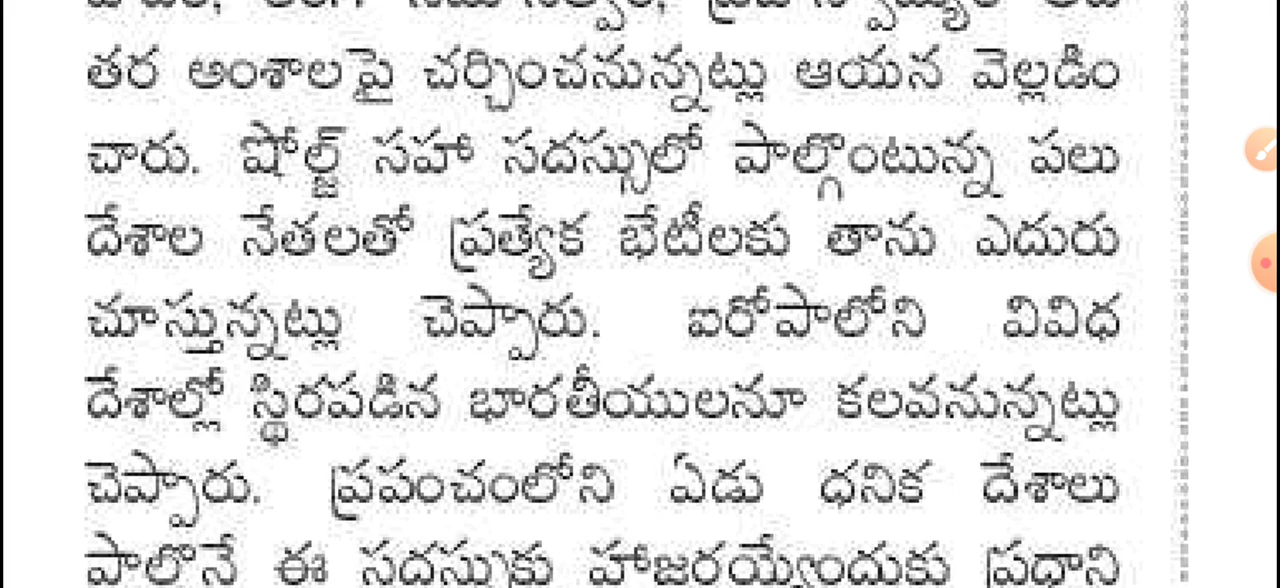 తర అంశాలపై చర్చించనున్నట్లు ఆయన వెల్లడిం
చారు. షోల్జ్ సహా సదస్సులో పాల్గొంటున్న పలు
దేశాల నేతలతో ప్రత్యేక భేటీలకు తాను ఎదురు
చూస్తున్నట్లు చెప్పారు. ఐరోపాలోని వివిధ
దేశాల్లో స్థిరపడిన భారతీయులనూ కలవనున్నట్లు
చెప్పారు. ప్రపంచంలోని ఏడు ధనిక దేశాలు
పాల్గొనే ఈ సదస్సుకు హాజరయ్యేందుకు ప్రధాని